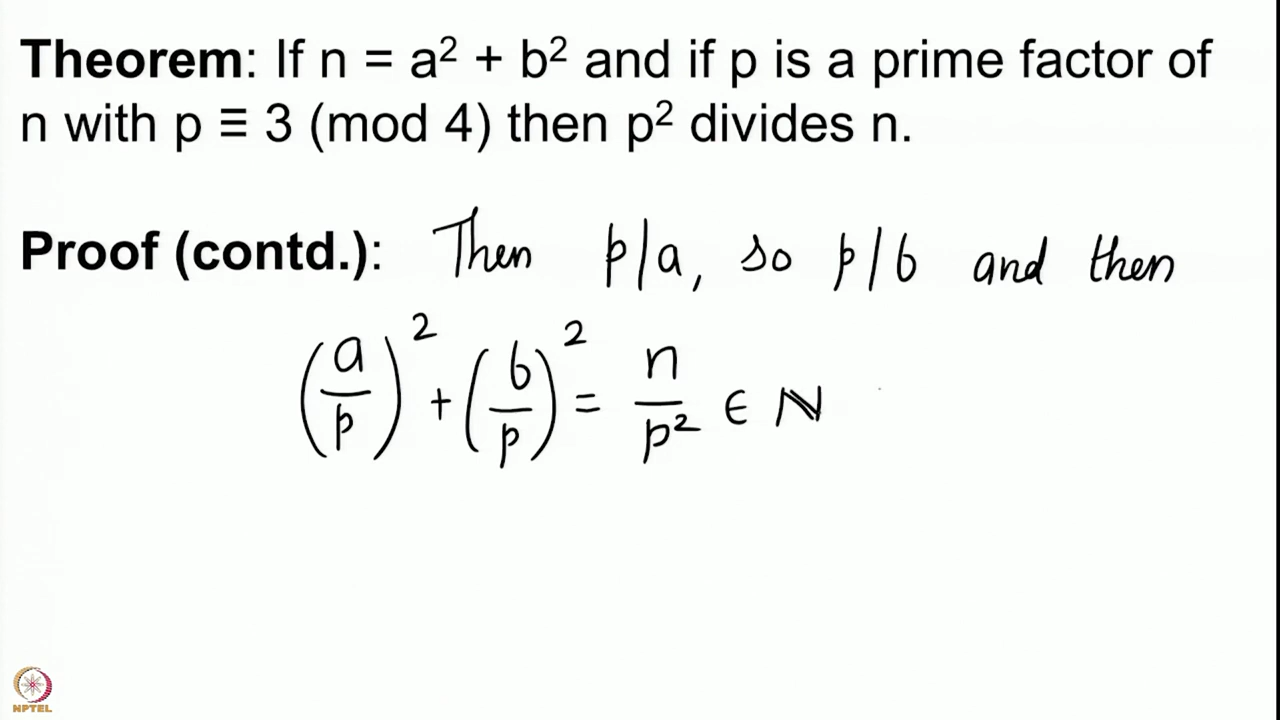 Theorem: If n = a² + b² and if p is a prime factor of
n with p ≡ 3 (mod 4) then p² divides n.
Proof (contd.): Then p/a, so p/b and then
(a/p)² + (b/p)² = n/p² ∈ ℕ
NPTEL